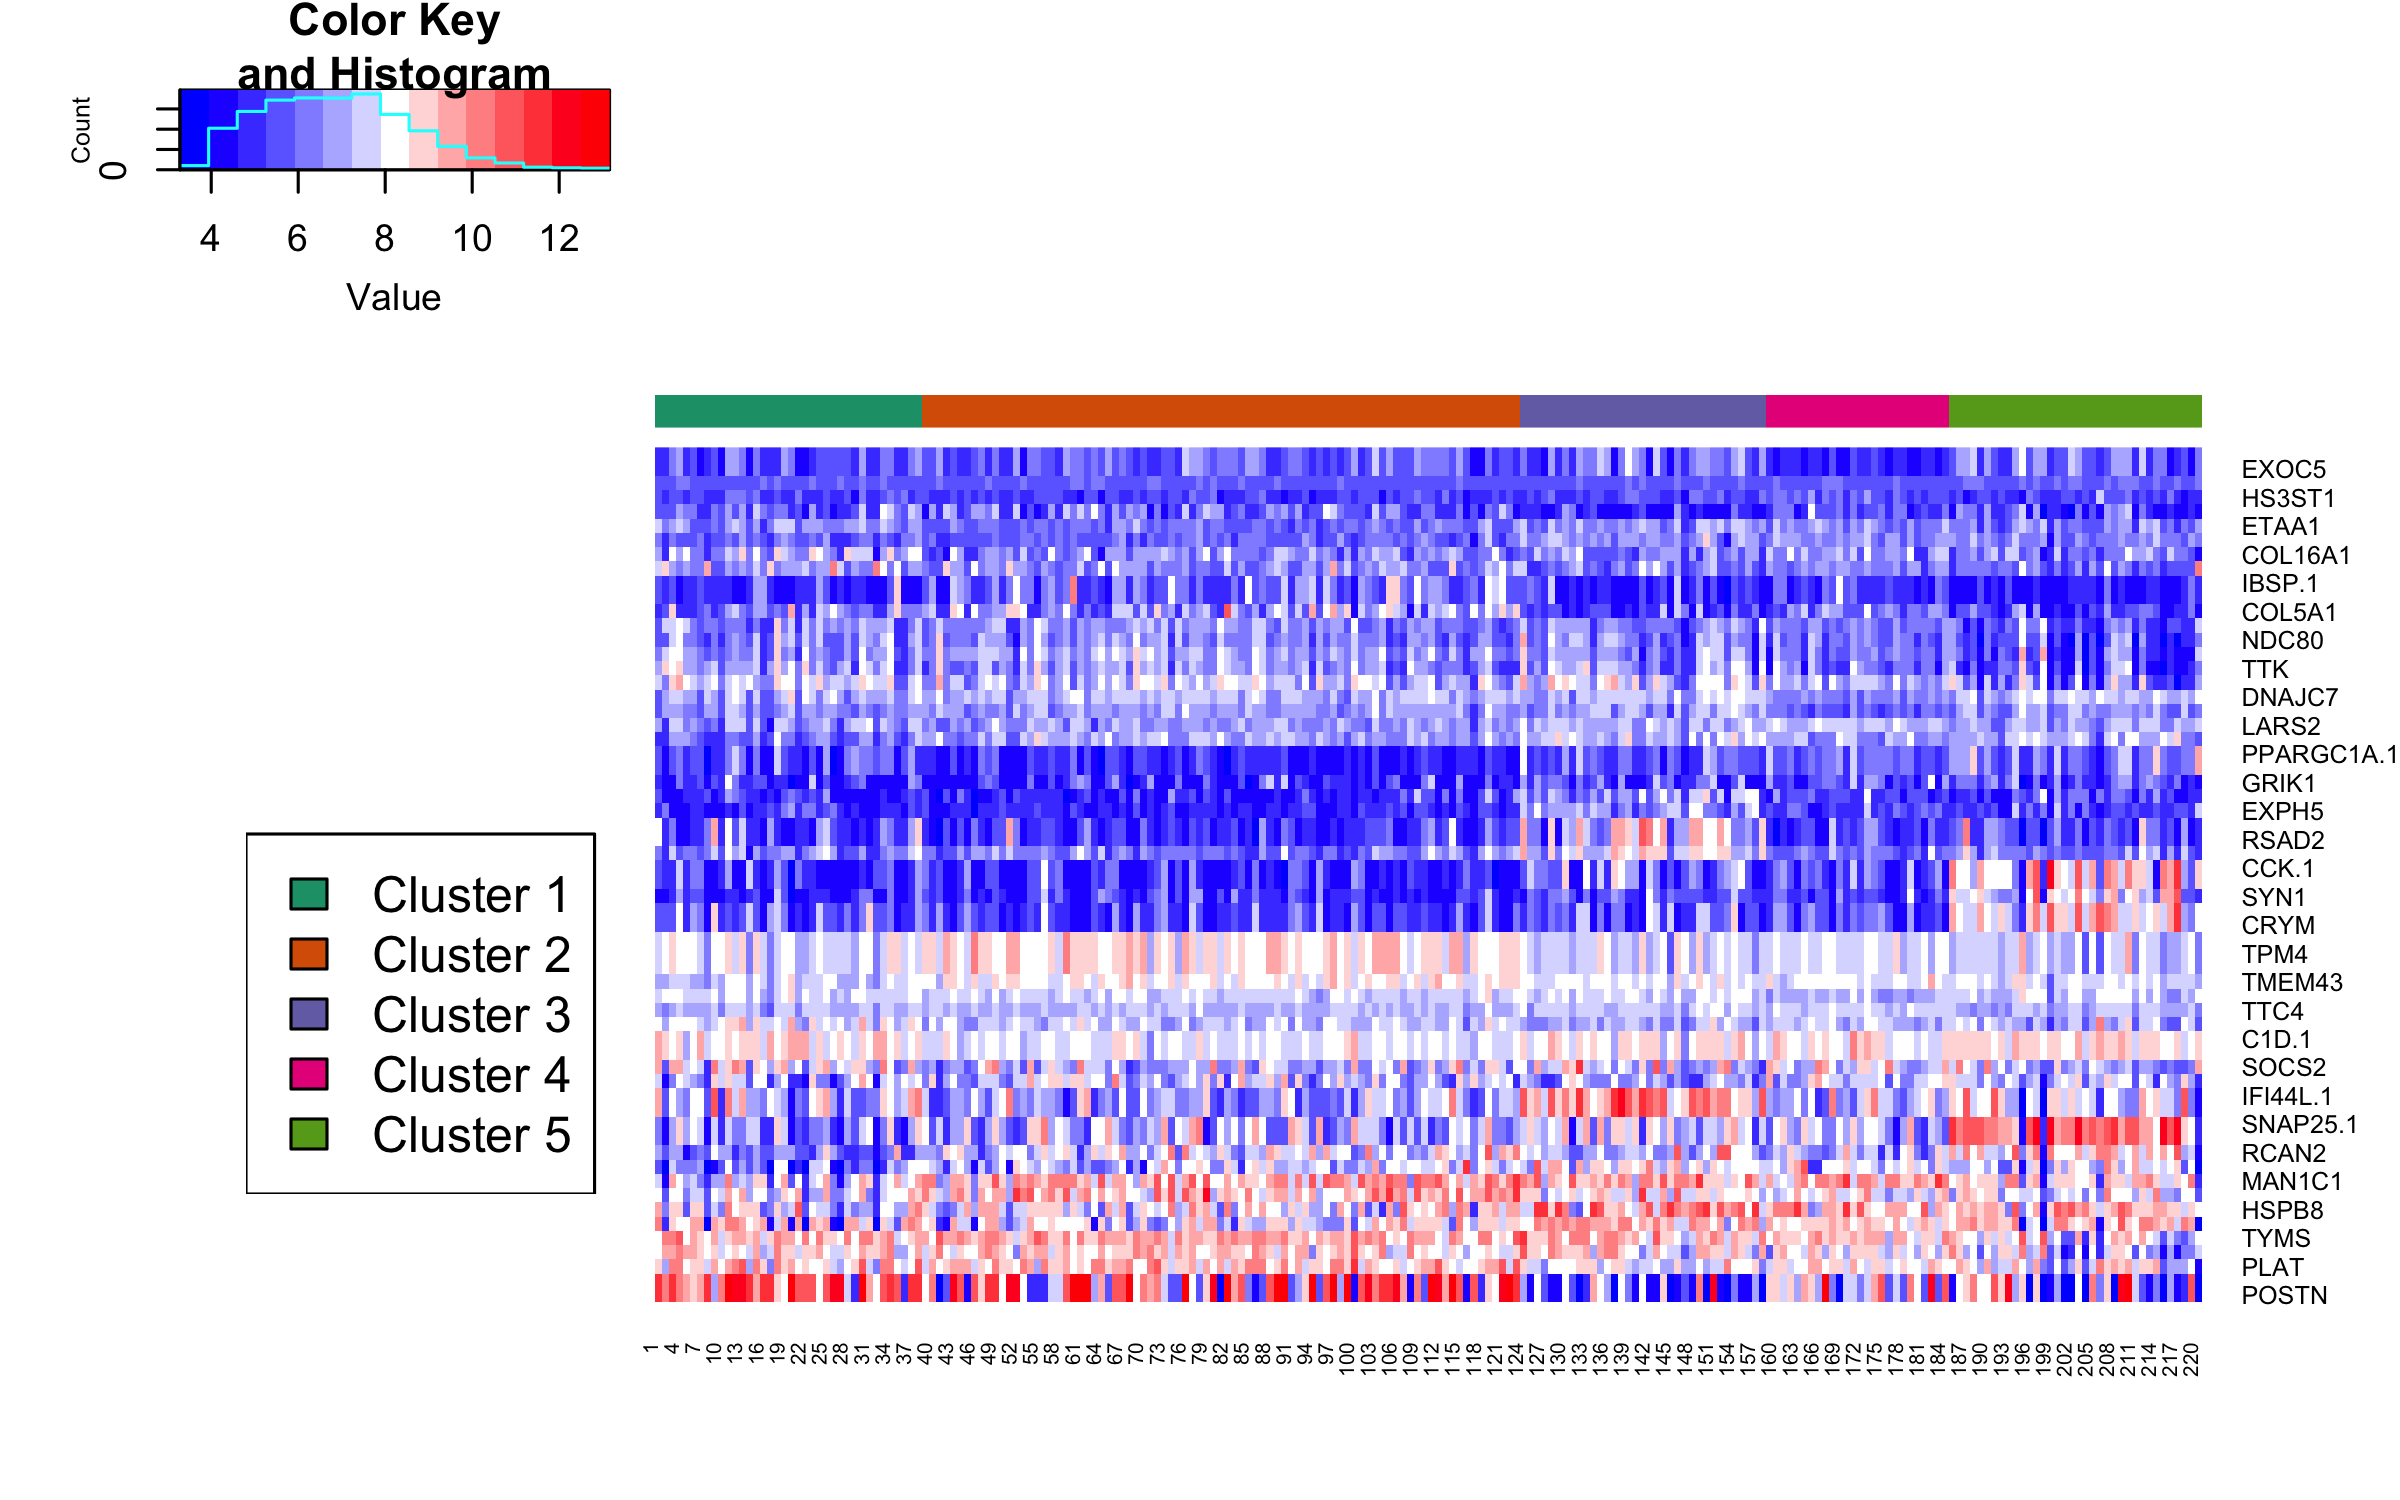 Color Key
and Histogram
Count
0
4 6 8 10 12
Value
EXOC5
HS3ST1
ETAA1
COL16A1
IBSP.1
COL5A1
NDC80
TTK
DNAJC7
LARS2
PPARGC1A.1
GRIK1
EXPH5
RSAD2
CCK.1
SYN1
CRYM
TPM4
TMEM43
TTC4
C1D.1
SOCS2
IFI44L.1
SNAP25.1
RCAN2
MAN1C1
HSPB8
TYMS
PLAT
POSTN
Cluster 1
Cluster 2
Cluster 3
Cluster 4
Cluster 5
1 4 7 10 13 16 19 22 25 28 31 34 37 40 43 46 49 52 55 58 61 64 67 70 73 76 79 82 85 88 91 94 97 100 103 106 109 112 115 118 121 124 127 130 133 136 139 142 145 148 151 154 157 160 163 166 169 172 175 178 181 184 187 190 193 196 199 202 205 208 211 214 217 220